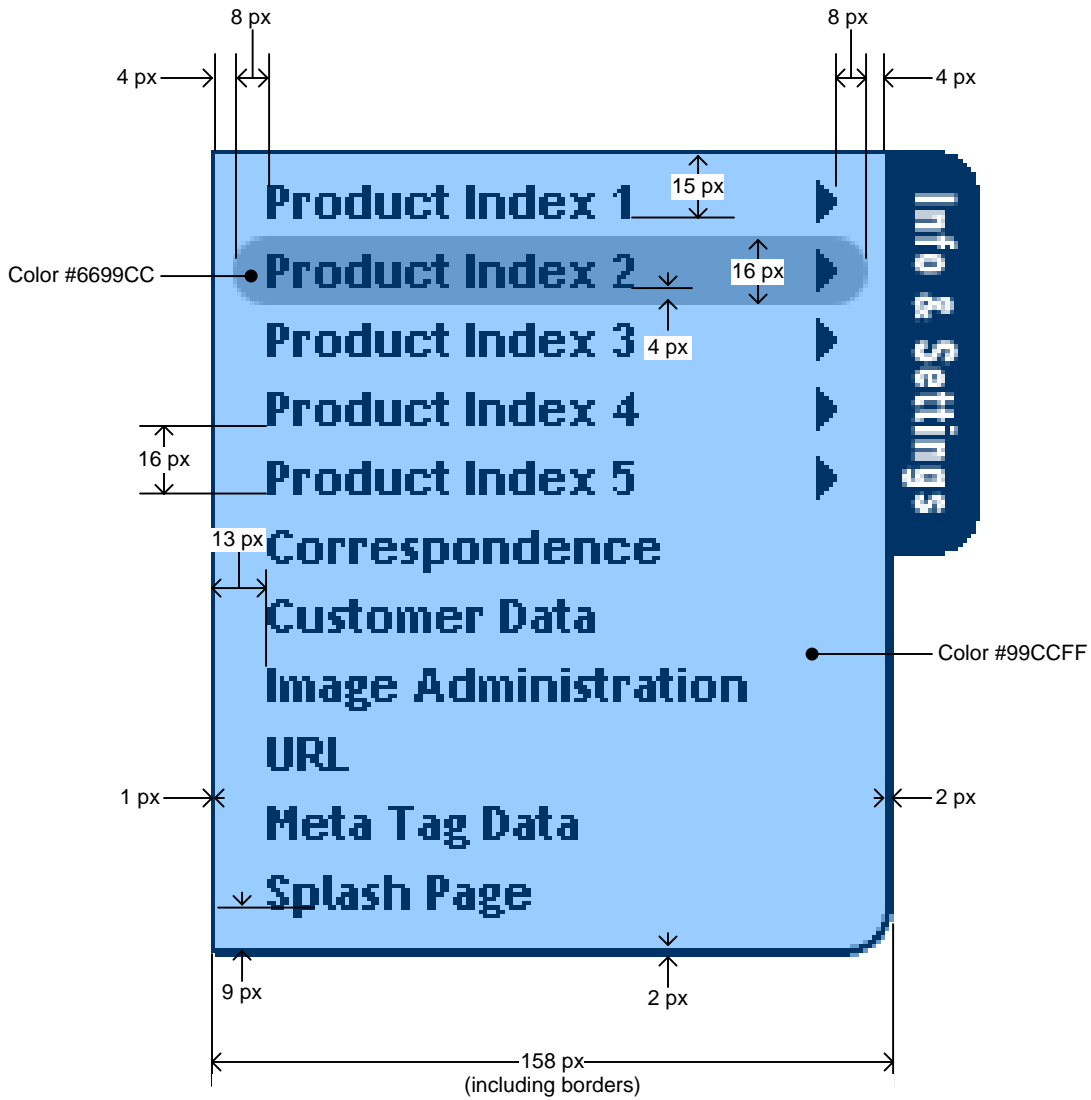 8 px
8 px
4 px
4 px
Product Index 1
15 px
Info & Settings
Color #6699CC
Product Index 2
16 px
Product Index 3
4 px
Product Index 4
16 px
Product Index 5
13 px
Correspondence
Customer Data
Color #99CCFF
Image Administration
URL
1 px
2 px
Meta Tag Data
Splash Page
9 px
2 px
158 px
(including borders)